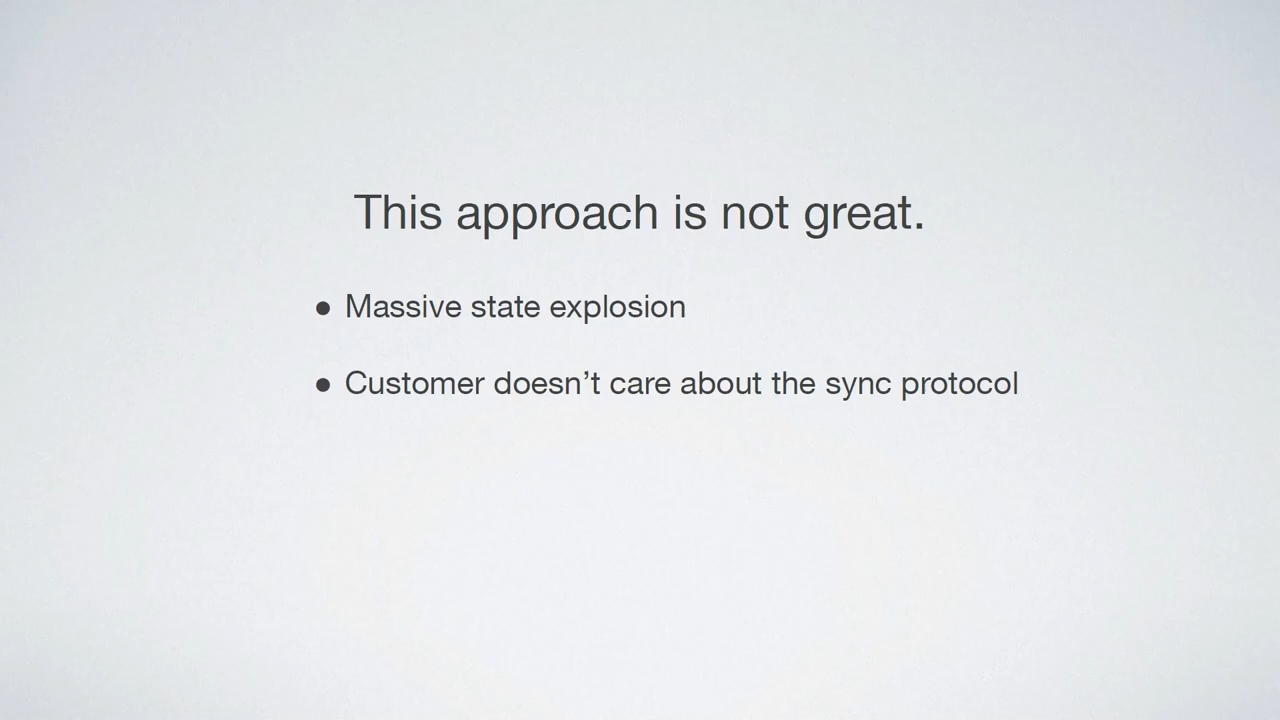 This approach is not great.
● Massive state explosion
● Customer doesn’t care about the sync protocol